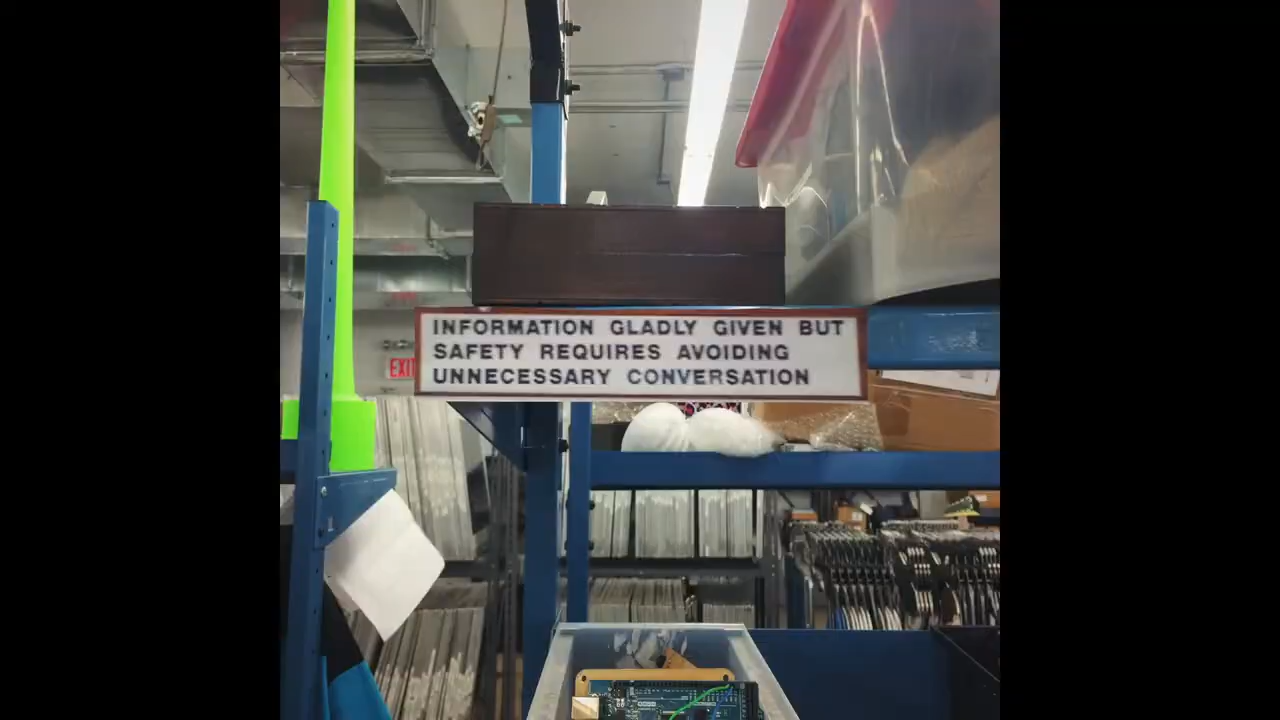 INFORMATION GLADLY GIVEN BUT
SAFETY REQUIRES AVOIDING
UNNECESSARY CONVERSATION
EXIT